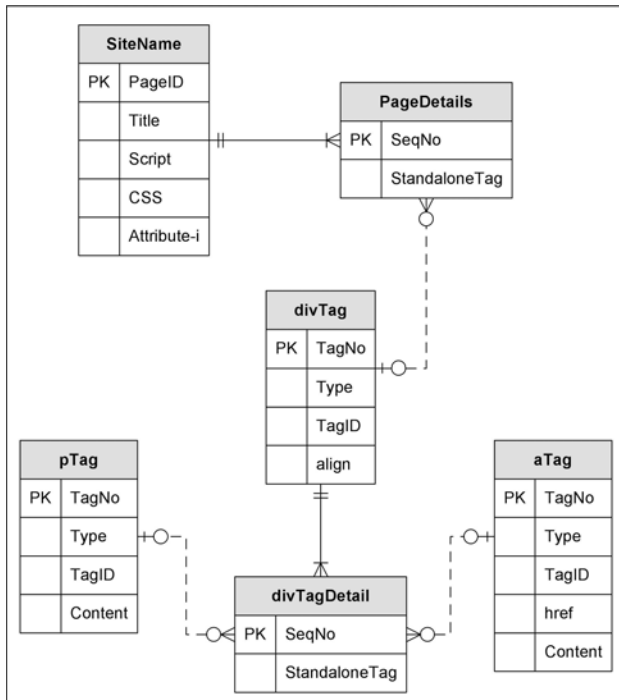 SiteName
PK PageID
Title
Script
CSS
Attribute-i
PageDetails
PK SeqNo
StandaloneTag
divTag
PK TagNo
Type
TagID
align
pTag
PK TagNo
Type
TagID
Content
aTag
PK TagNo
Type
TagID
href
Content
divTagDetail
PK SeqNo
StandaloneTag